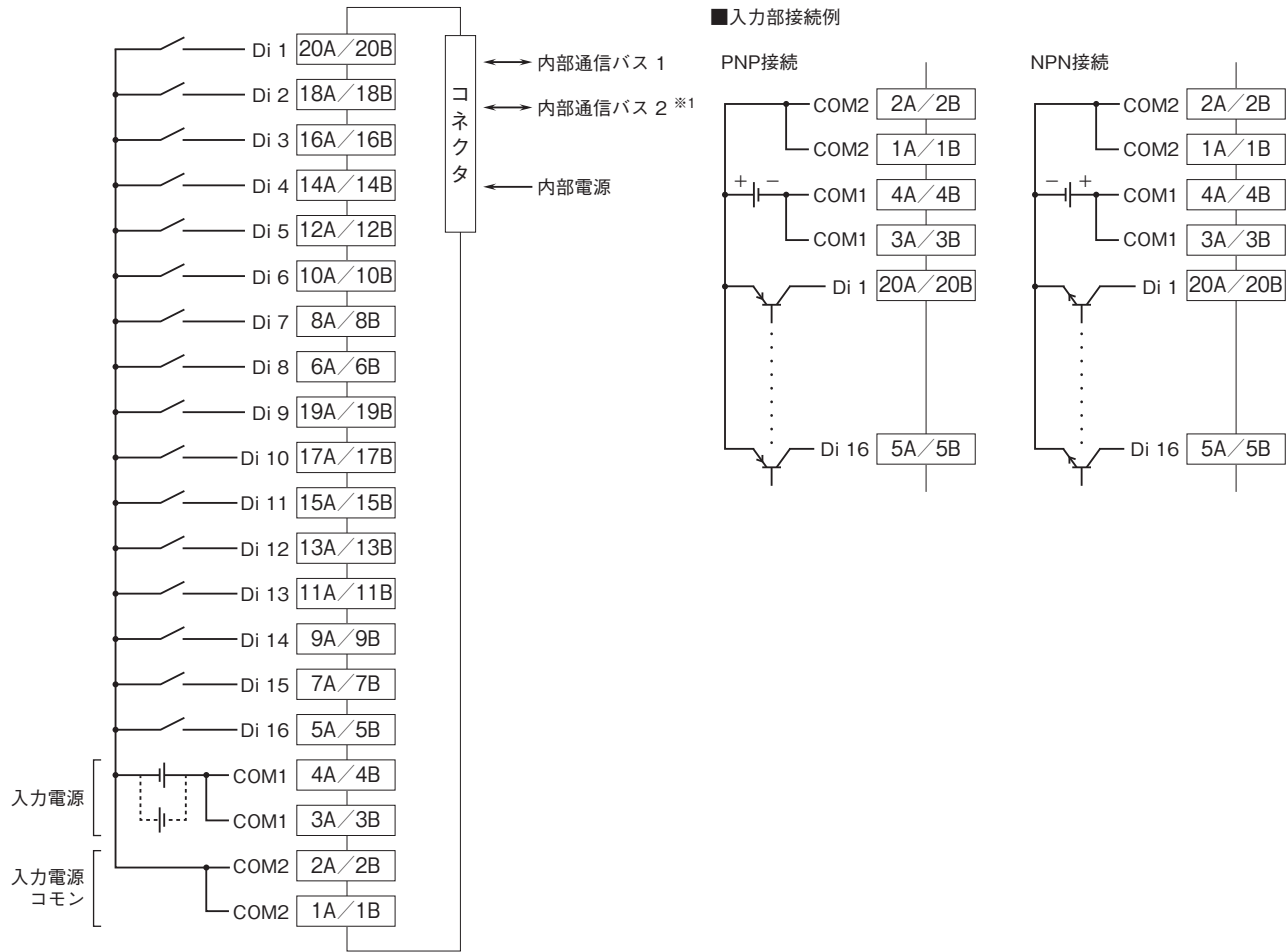 Di 1 20A／20B
Di 2 18A／18B
Di 3 16A／16B
Di 4 14A／14B
Di 5 12A／12B
Di 6 10A／10B
Di 7 8A／8B
Di 8 6A／6B
Di 9 19A／19B
Di 10 17A／17B
Di 11 15A／15B
Di 12 13A／13B
Di 13 11A／11B
Di 14 9A／9B
Di 15 7A／7B
Di 16 5A／5B
入力電源
COM1 4A／4B
COM1 3A／3B
入力電源
コモン
COM2 2A／2B
COM2 1A／1B
コネクタ
内部通信バス 1
内部通信バス 2 ※1
内部電源
■入力部接続例
PNP接続
COM2 2A／2B
COM2 1A／1B
+ −
COM1 4A／4B
COM1 3A／3B
Di 1 20A／20B
Di 16 5A／5B
NPN接続
COM2 2A／2B
COM2 1A／1B
− +
COM1 4A／4B
COM1 3A／3B
Di 1 20A／20B
Di 16 5A／5B